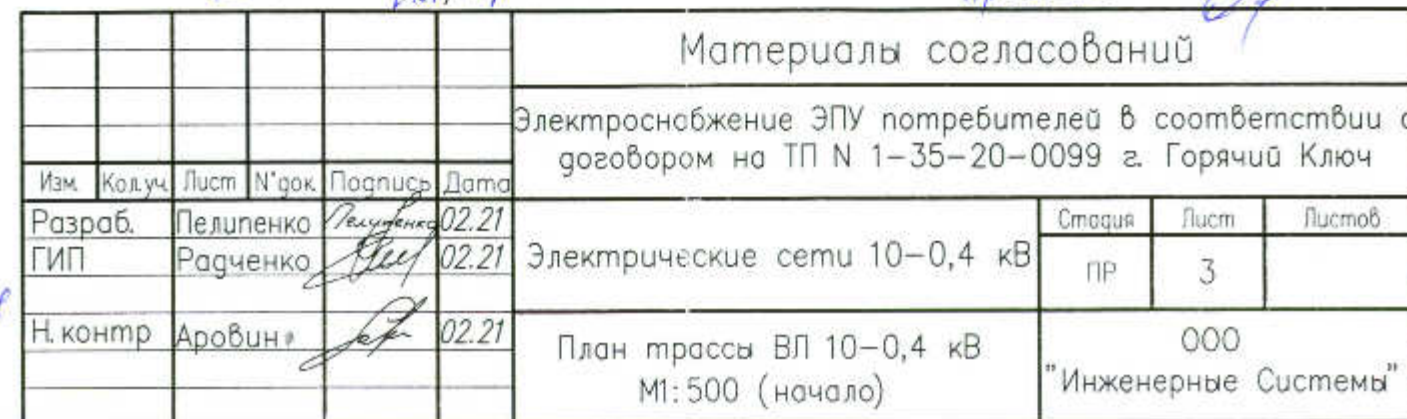 Материалы согласований
Электроснабжение ЭПУ потребителей в соответствии с
договором на ТП N 1-35-20-0099 г. Горячий Ключ
Изм. Кол.уч Лист N°док. Подпись Дата
Разраб. Пелипенко Пелипенко 02.21
ГИП Радченко 02.21
Н. контр Аровин 02.21
Электрические сети 10-0,4 кВ
Стадия Лист Листов
ПР 3
План трассы ВЛ 10-0,4 кВ
М1:500 (начало)
ООО
"Инженерные Системы"